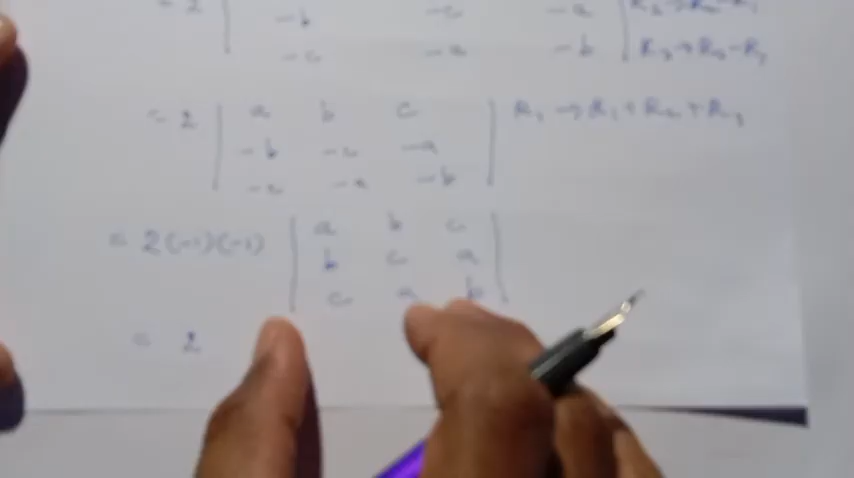 = 2 | R₂ → R₂ - R₁
-b -c -a
-c -a -b | R₃ → R₃ - R₁
= 2 | a b c | R₁ → R₁ + R₂ + R₃
-b -c -a
-c -a -b
= 2(-1)(-1) | a b c |
b c a
c a b
= 2